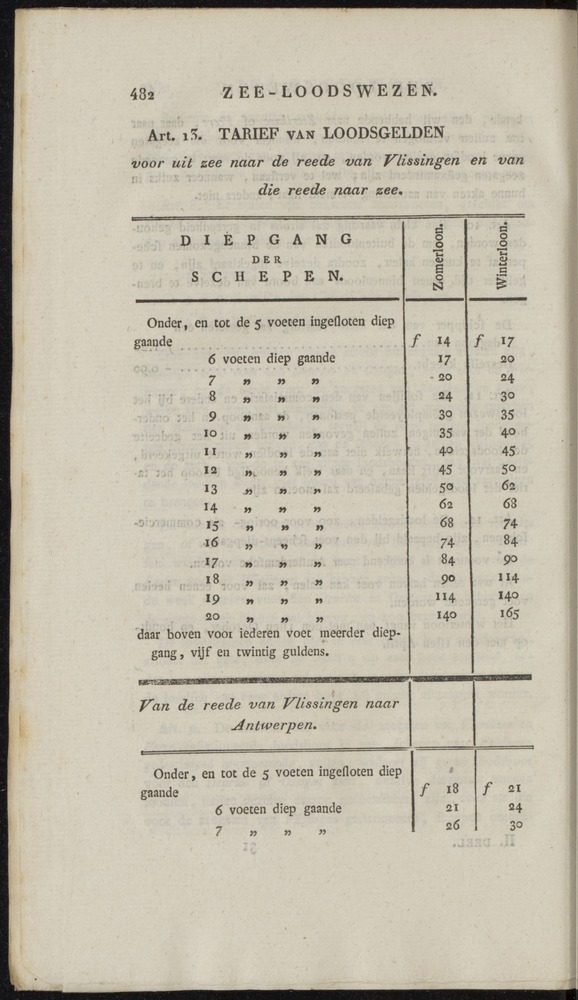 482 ZEE-LOODSWEZEN.
Art. 13. TARIEF VAN LOODSGELDEN
voor uit zee naar de reede van Vlissingen en van
die reede naar zee.
DIEPGANG
DER
SCHEPEN.
Zomerloon.
Winterloon.
Onder, en tot de 5 voeten ingesloten diep
gaande f 14 f 17
6 voeten diep gaande 17 20
7 „ „ „ 20 24
8 „ „ „ 24 30
9 „ „ „ 30 35
10 „ „ „ 35 40
11 „ „ „ 40 45
12 „ „ „ 45 50
13 „ „ „ 50 62
14 „ „ „ 62 68
15 „ „ „ 68 74
16 „ „ „ 74 84
17 „ „ „ 84 90
18 „ „ „ 90 114
19 „ „ „ 114 140
20 „ „ „ 140 165
daar boven voor iederen voet meerder diep-
gang, vijf en twintig guldens.
Van de reede van Vlissingen naar
Antwerpen.
Onder, en tot de 5 voeten ingesloten diep
gaande f 18 f 21
6 voeten diep gaande 21 24
7 „ „ „ 26 30